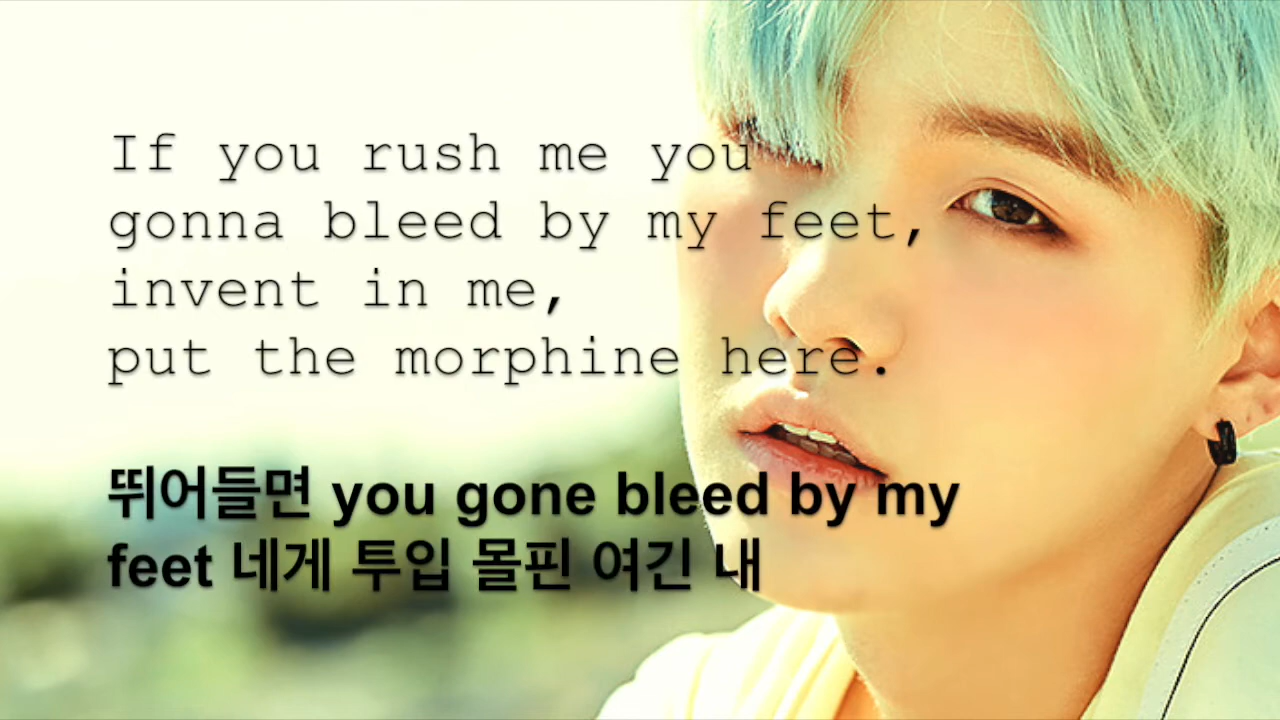 If you rush me you
gonna bleed by my feet,
invent in me,
put the morphine here.
뛰어들면 you gone bleed by my
feet 네게 투입 몰핀 여긴 내